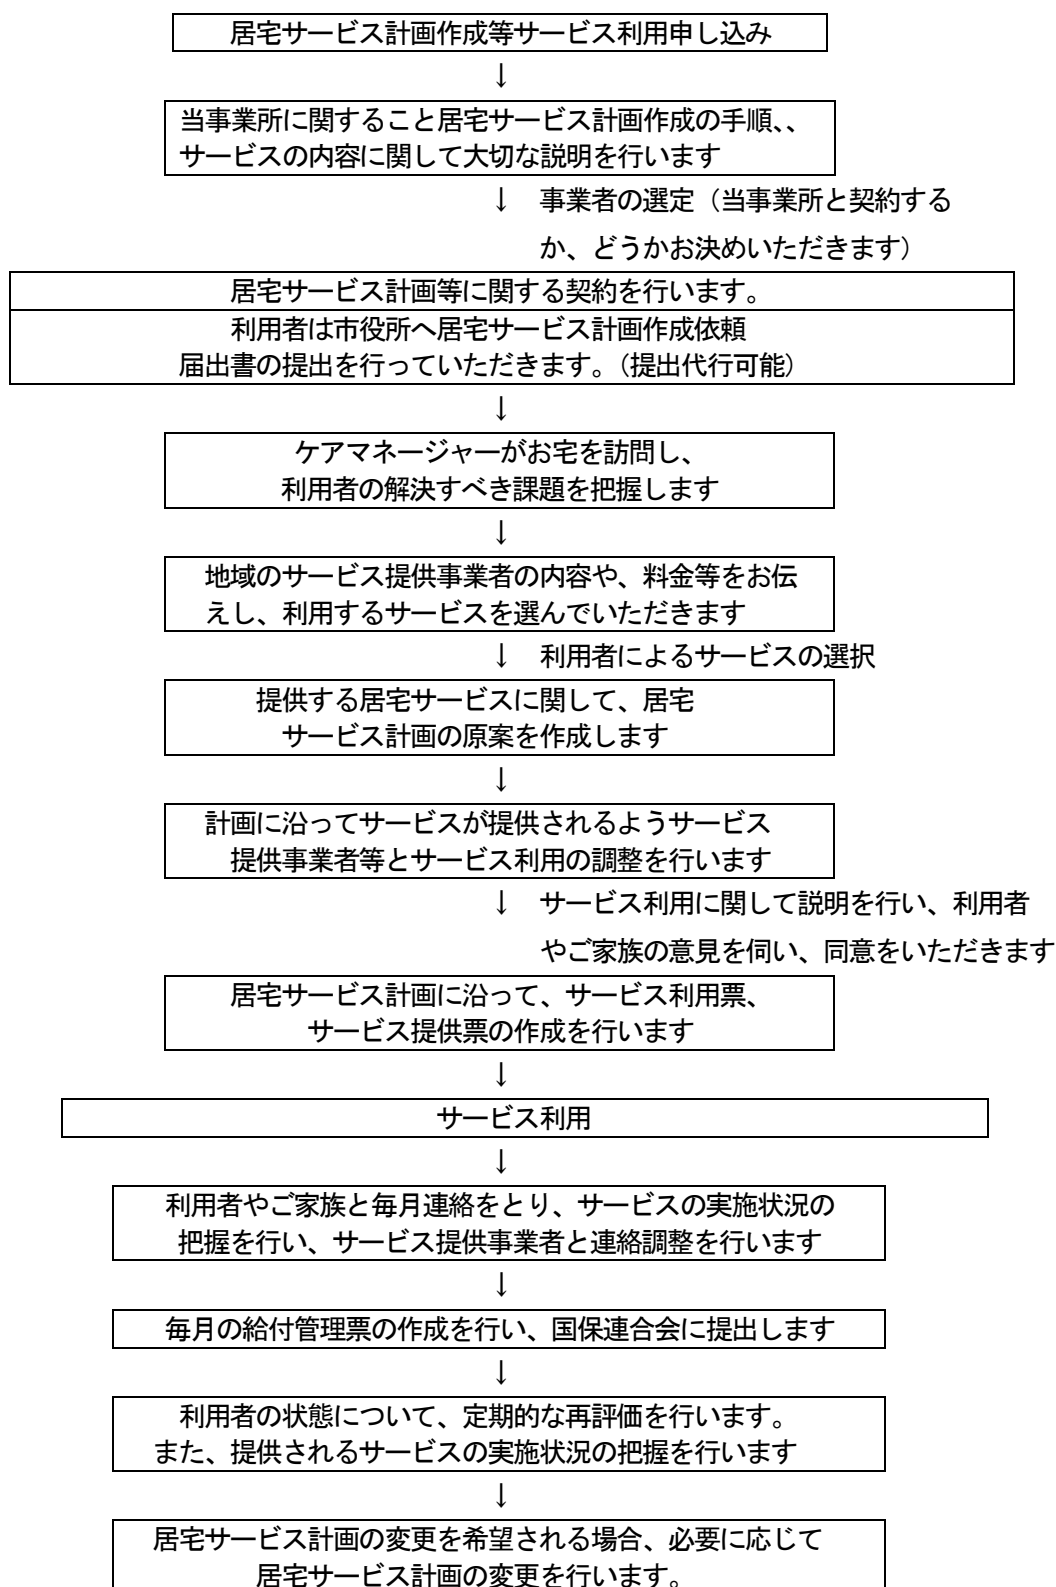 居宅サービス計画作成等サービス利用申し込み
↓
当事業所に関すること居宅サービス計画作成の手順、、
サービスの内容に関して大切な説明を行います
↓ 事業者の選定（当事業所と契約する
か、どうかお決めいただきます）
居宅サービス計画等に関する契約を行います。
利用者は市役所へ居宅サービス計画作成依頼
届出書の提出を行っていただきます。（提出代行可能）
↓
ケアマネージャーがお宅を訪問し、
利用者の解決すべき課題を把握します
↓
地域のサービス提供事業者の内容や、料金等をお伝
えし、利用するサービスを選んでいただきます
↓ 利用者によるサービスの選択
提供する居宅サービスに関して、居宅
サービス計画の原案を作成します
↓
計画に沿ってサービスが提供されるようサービス
提供事業者等とサービス利用の調整を行います
↓ サービス利用に関して説明を行い、利用者
やご家族の意見を伺い、同意をいただきます
居宅サービス計画に沿って、サービス利用票、
サービス提供票の作成を行います
↓
サービス利用
↓
利用者やご家族と毎月連絡をとり、サービスの実施状況の
把握を行い、サービス提供事業者と連絡調整を行います
↓
毎月の給付管理票の作成を行い、国保連合会に提出します
↓
利用者の状態について、定期的な再評価を行います。
また、提供されるサービスの実施状況の把握を行います
↓
居宅サービス計画の変更を希望される場合、必要に応じて
居宅サービス計画の変更を行います。